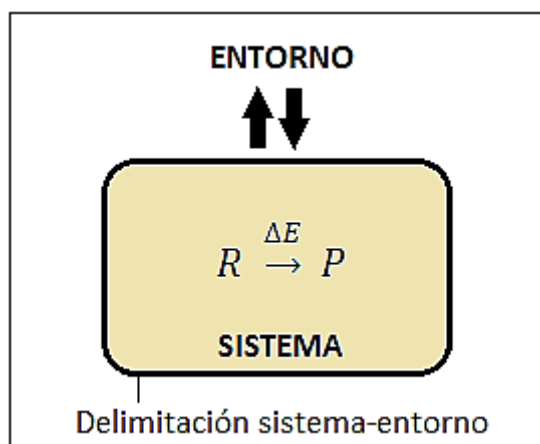 ENTORNO
ΔE
R → P
SISTEMA
Delimitación sistema-entorno